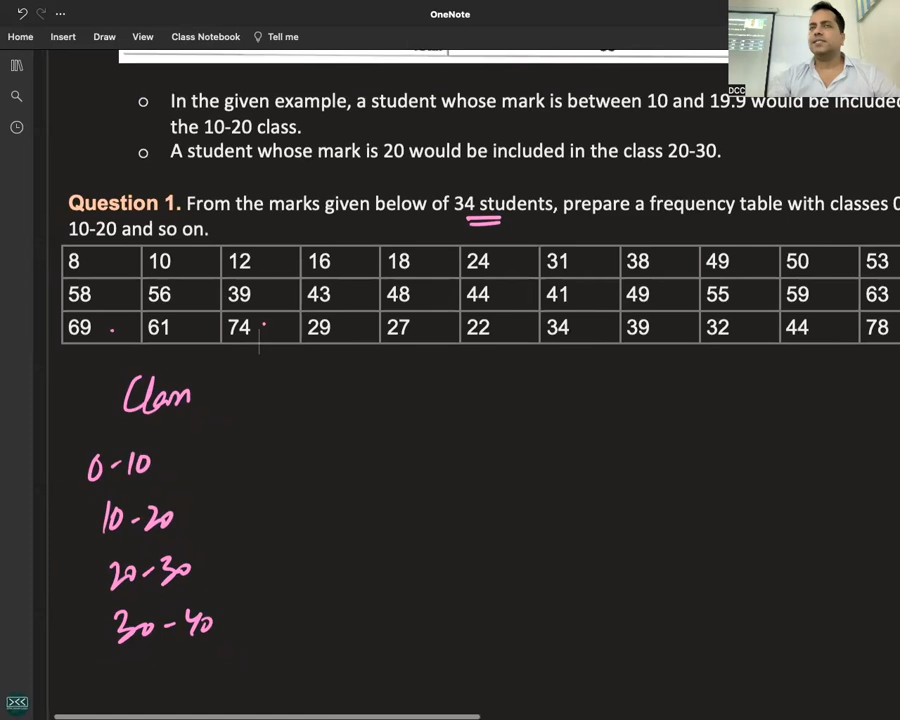 OneNote
Home Insert Draw View Class Notebook Tell me
DCC
In the given example, a student whose mark is between 10 and 19.9 would be included
the 10-20 class.
A student whose mark is 20 would be included in the class 20-30.
Question 1. From the marks given below of 34 students, prepare a frequency table with classes 0
10-20 and so on.
8 10 12 16 18 24 31 38 49 50 53
58 56 39 43 48 44 41 49 55 59 63
69 61 74 29 27 22 34 39 32 44 78
Class
0-10
10-20
20-30
30-40